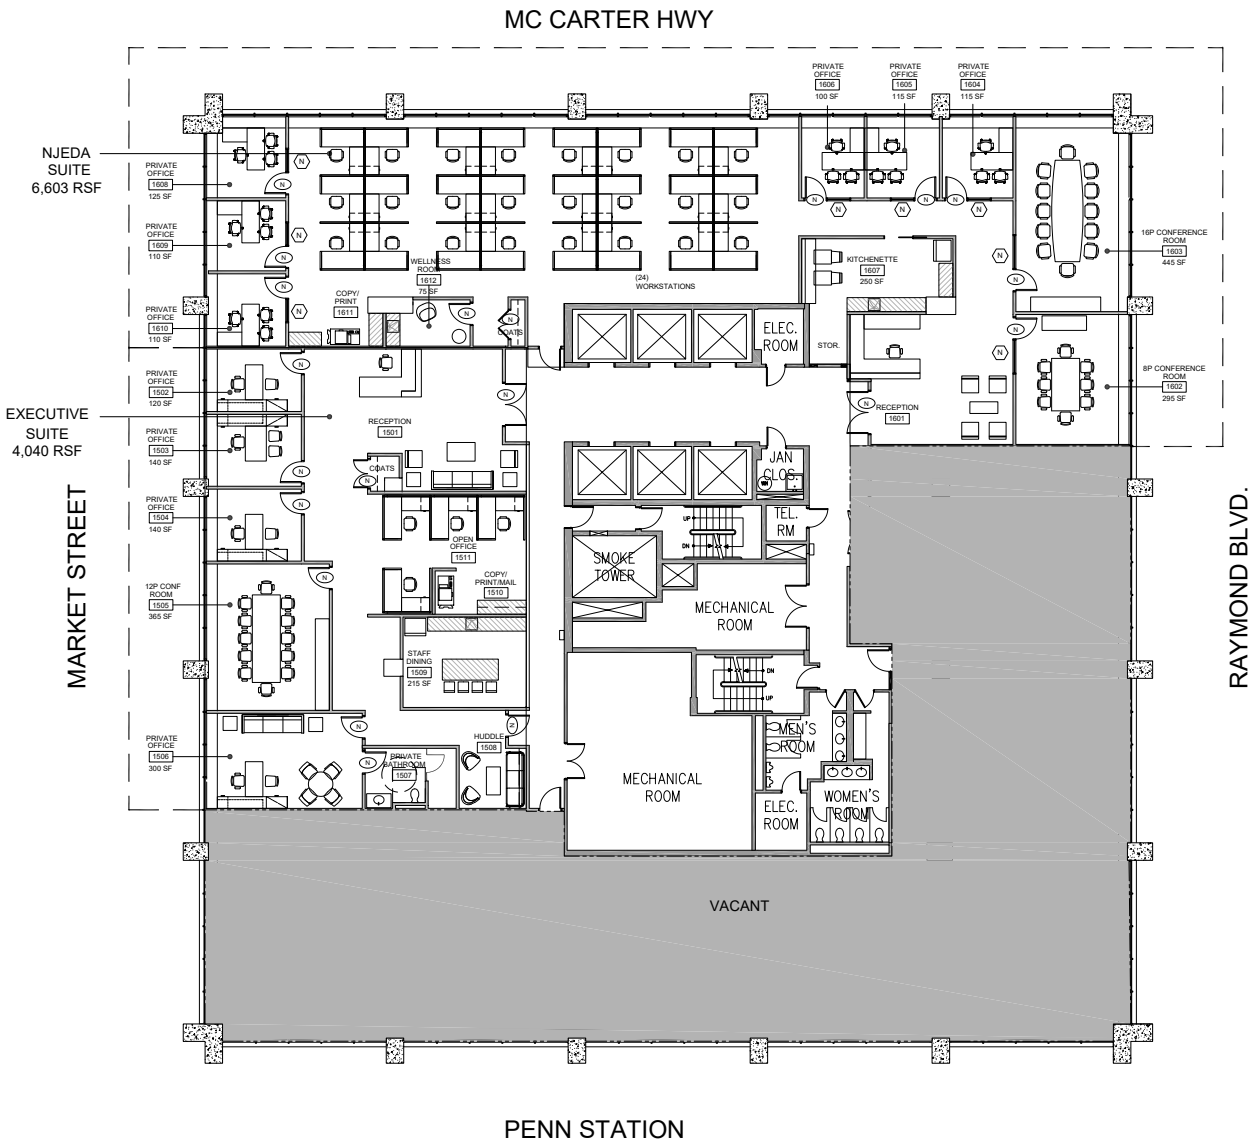 MC CARTER HWY
PRIVATE
OFFICE
1606
100 SF
PRIVATE
OFFICE
1605
115 SF
PRIVATE
OFFICE
1604
115 SF
NJEDA
SUITE
6,603 RSF
PRIVATE
OFFICE
1608
125 SF
PRIVATE
OFFICE
1609
110 SF
PRIVATE
OFFICE
1610
110 SF
N
N
N
N
N
N
N
N
N
N
N
N
COPY/
PRINT
1611
WELLNESS
ROOM
1612
75 SF
N
N
COATS
(24)
WORKSTATIONS
KITCHENETTE
1607
250 SF
16P CONFERENCE
ROOM
1603
445 SF
N
N
N
N
ELEC.
ROOM
STOR.
8P CONFERENCE
ROOM
1602
295 SF
N
RECEPTION
1601
EXECUTIVE
SUITE
4,040 RSF
PRIVATE
OFFICE
1502
120 SF
PRIVATE
OFFICE
1503
140 SF
PRIVATE
OFFICE
1504
140 SF
N
N
N
N
RECEPTION
1501
COATS
N
JAN
CLOS.
TEL.
RM
UP
DN
SMOKE
TOWER
OPEN
OFFICE
1511
COPY/
PRINT/MAIL
1510
12P CONF
ROOM
1505
365 SF
N
MECHANICAL
ROOM
STAFF
DINING
1509
215 SF
DN
UP
PRIVATE
OFFICE
1506
300 SF
N
N
PRIVATE
BATHROOM
1507
HUDDLE
1508
N
MECHANICAL
ROOM
MEN'S
ROOM
ELEC.
ROOM
WOMEN'S
ROOM
VACANT
MARKET STREET
RAYMOND BLVD.
PENN STATION